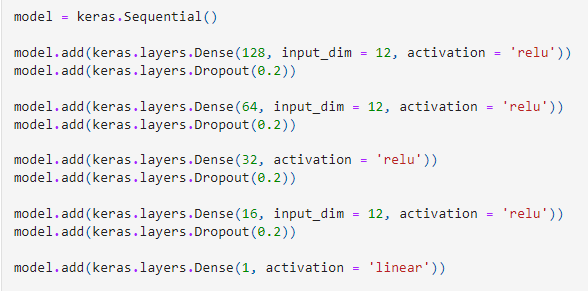 model = keras.Sequential()
model.add(keras.layers.Dense(128, input_dim = 12, activation = 'relu'))
model.add(keras.layers.Dropout(0.2))
model.add(keras.layers.Dense(64, input_dim = 12, activation = 'relu'))
model.add(keras.layers.Dropout(0.2))
model.add(keras.layers.Dense(32, activation = 'relu'))
model.add(keras.layers.Dropout(0.2))
model.add(keras.layers.Dense(16, input_dim = 12, activation = 'relu'))
model.add(keras.layers.Dropout(0.2))
model.add(keras.layers.Dense(1, activation = 'linear'))